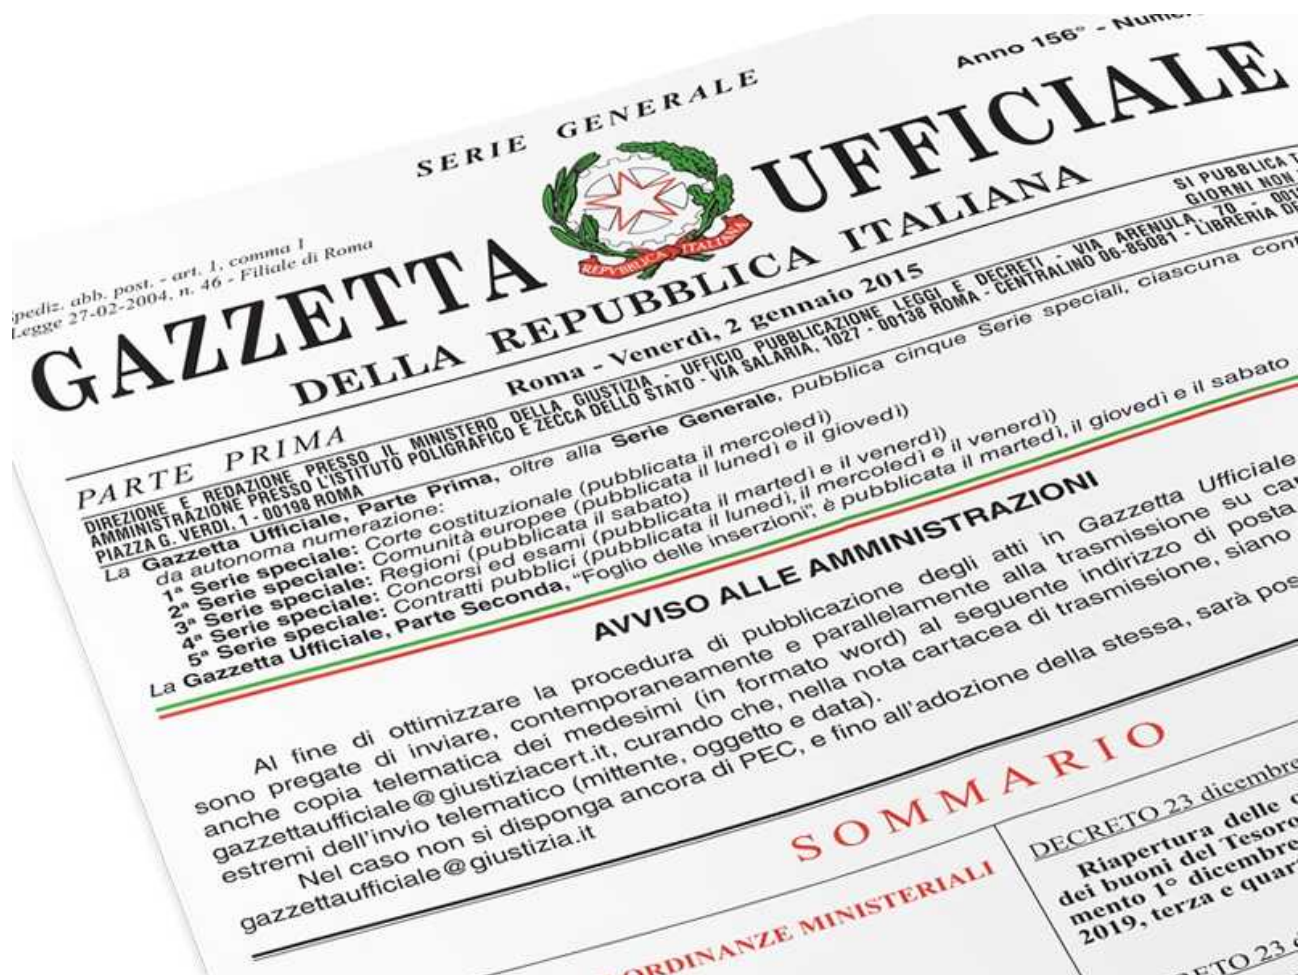 SERIE GENERALE
Anno 156° - Numero
pediz. abb. post. - art. 1, comma 1
Legge 27-02-2004, n. 46 - Filiale di Roma
GAZZETTA UFFICIALE
REPVBBLICA ITALIANA
DELLA REPUBBLICA ITALIANA
PARTE PRIMA
Roma - Venerdì, 2 gennaio 2015
SI PUBBLICA T
GIORNI NON
DIREZIONE E REDAZIONE PRESSO IL MINISTERO DELLA GIUSTIZIA - UFFICIO PUBBLICAZIONE LEGGI E DECRETI - VIA ARENULA, 70 - 001
AMMINISTRAZIONE PRESSO L'ISTITUTO POLIGRAFICO E ZECCA DELLO STATO - VIA SALARIA, 1027 - 00138 ROMA - CENTRALINO 06-85081 - LIBRERIA DE
PIAZZA G. VERDI, 1 - 00198 ROMA
La Gazzetta Ufficiale, Parte Prima, oltre alla Serie Generale, pubblica cinque Serie speciali, ciascuna con
da autonoma numerazione:
1ª Serie speciale: Corte costituzionale (pubblicata il mercoledì)
2ª Serie speciale: Comunità europee (pubblicata il lunedì e il giovedì)
3ª Serie speciale: Regioni (pubblicata il sabato)
4ª Serie speciale: Concorsi ed esami (pubblicata il martedì e il venerdì)
5ª Serie speciale: Contratti pubblici (pubblicata il lunedì, il mercoledì e il venerdì)
La Gazzetta Ufficiale, Parte Seconda, "Foglio delle inserzioni", è pubblicata il martedì, il giovedì e il sabato
AVVISO ALLE AMMINISTRAZIONI
Al fine di ottimizzare la procedura di pubblicazione degli atti in Gazzetta Ufficiale
sono pregate di inviare, contemporaneamente e parallelamente alla trasmissione su ca
anche copia telematica dei medesimi (in formato word) al seguente indirizzo di posta
gazzettaufficiale@giustiziacert.it, curando che, nella nota cartacea di trasmissione, siano
estremi dell'invio telematico (mittente, oggetto e data).
Nel caso non si disponga ancora di PEC, e fino all'adozione della stessa, sarà pos
gazzettaufficiale@giustizia.it
SOMMARIO
ORDINANZE MINISTERIALI
DECRETO 23 dicembre
Riapertura delle
dei buoni del Tesoro
mento 1° dicembre
2019, terza e quar
TO 23